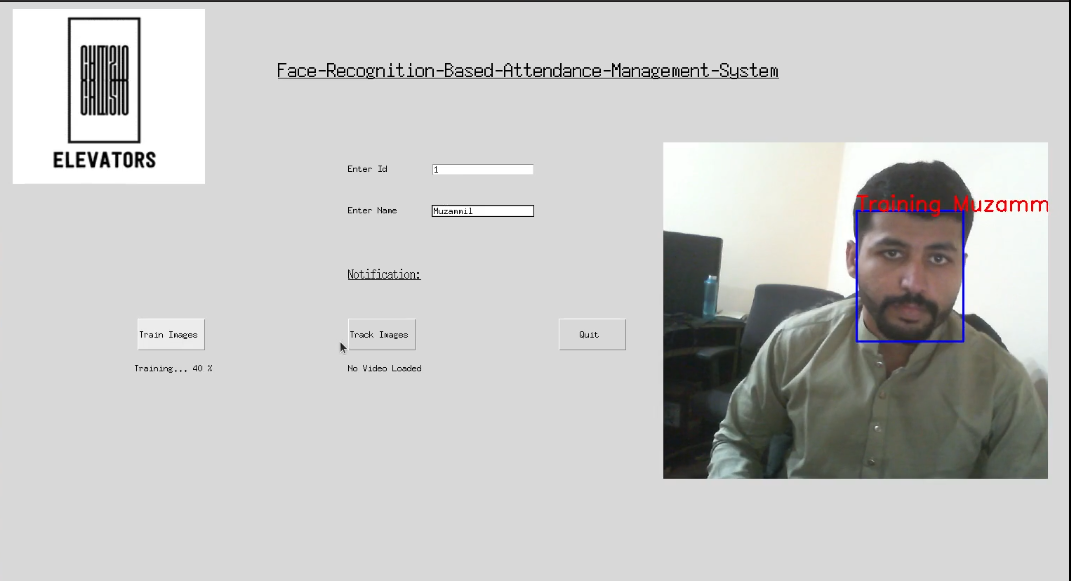 ELEVATORS
Face-Recognition-Based-Attendance-Management-System
Enter Id
1
Enter Name
Muzammil
Notification:
Training Muzamm
Train Images
Track Images
Quit
Training... 40 %
No Video Loaded